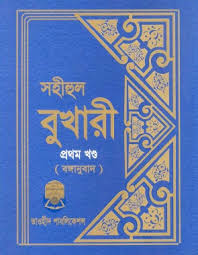 সহীহুল
বুখারী
প্রথম খণ্ড
( বঙ্গানুবাদ )
তাওহীদ পাবলিকেশন্স